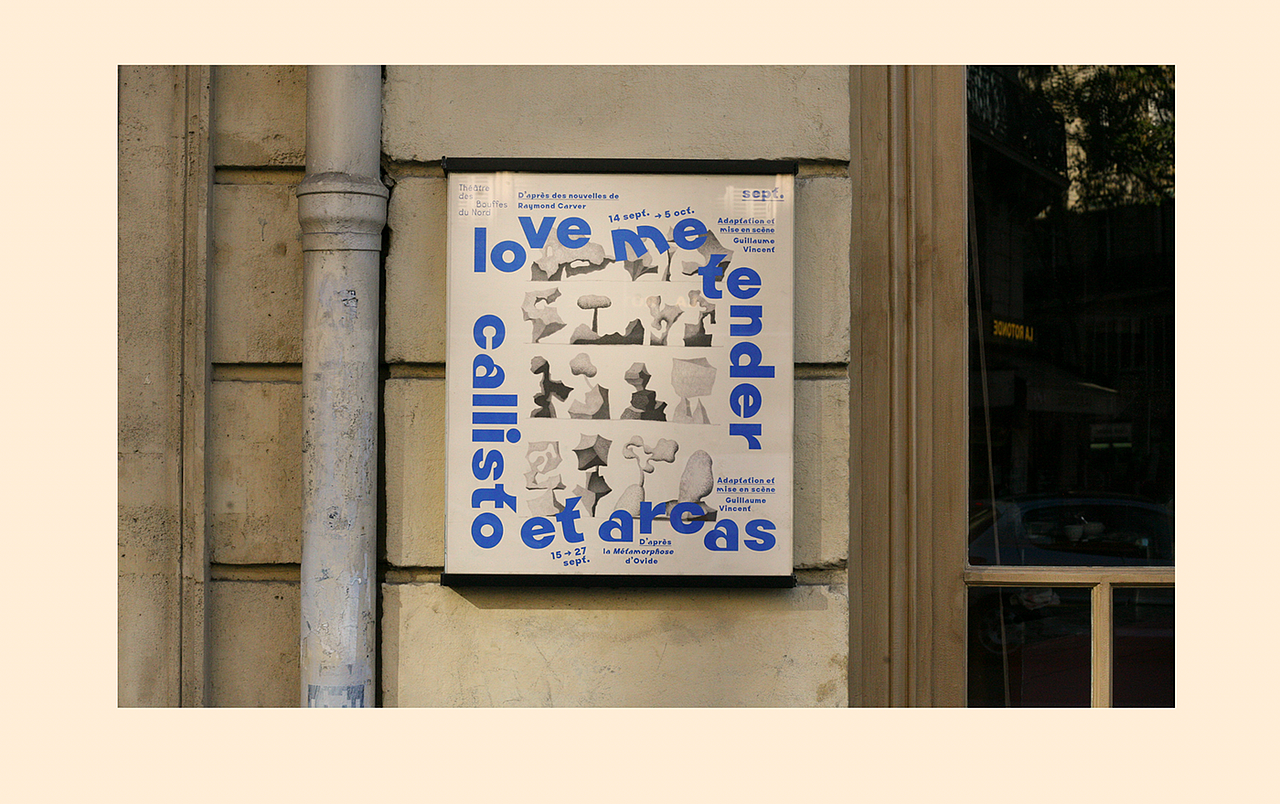 Théâtre
des
Bouffes
du Nord
D'après des nouvelles de
Raymond Carver
sept.
14 sept. → 5 oct.
love me tender
Adaptation et
mise en scène
Guillaume
Vincent
callisto et arcas
Adaptation et
mise en scène
Guillaume
Vincent
15 → 27
sept.
D'après
la Métamorphose
d'Ovide
LA ROTONDE